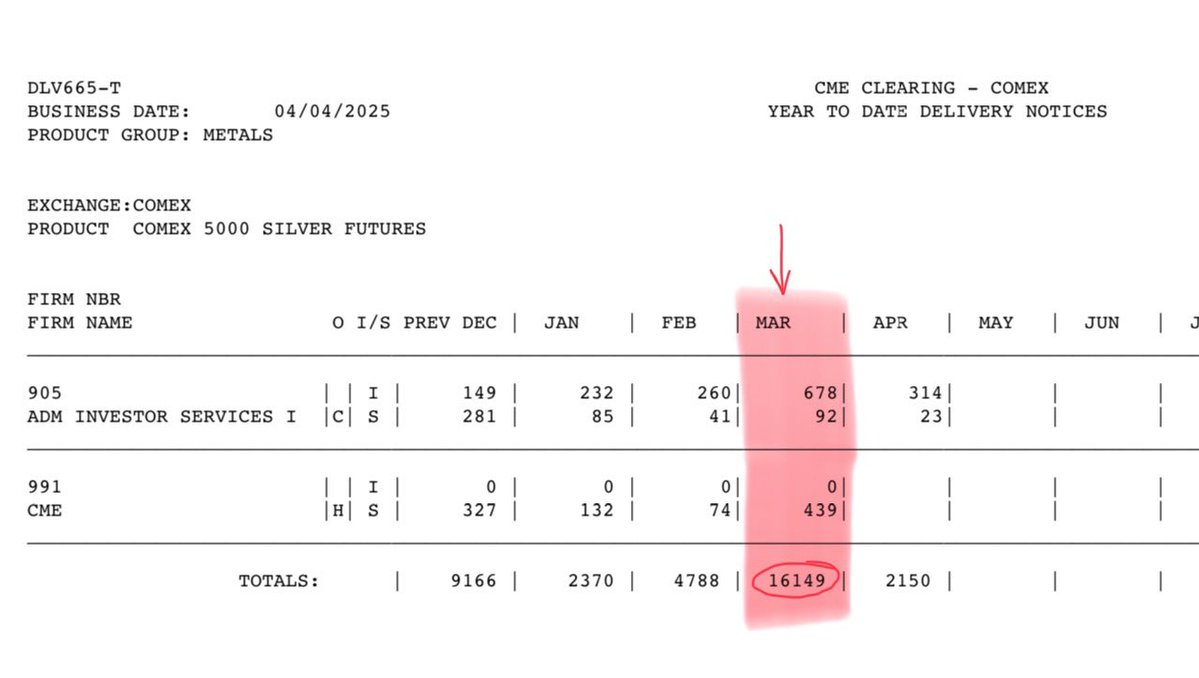 DLV665-T CME CLEARING - COMEX
BUSINESS DATE: 04/04/2025 YEAR TO DATE DELIVERY NOTICES
PRODUCT GROUP: METALS
EXCHANGE:COMEX
PRODUCT COMEX 5000 SILVER FUTURES
FIRM NBR
FIRM NAME O I/S PREV DEC | JAN | FEB | MAR | APR | MAY | JUN |
905 | | I | 149 | 232 | 260| 678| 314| | |
ADM INVESTOR SERVICES I |C| S | 281 | 85 | 41| 92| 23| | |
991 | | I | 0 | 0 | 0| 0| | | |
CME |H| S | 327 | 132 | 74| 439| | | |
TOTALS: | 9166 | 2370 | 4788 | 16149 | 2150 | | |